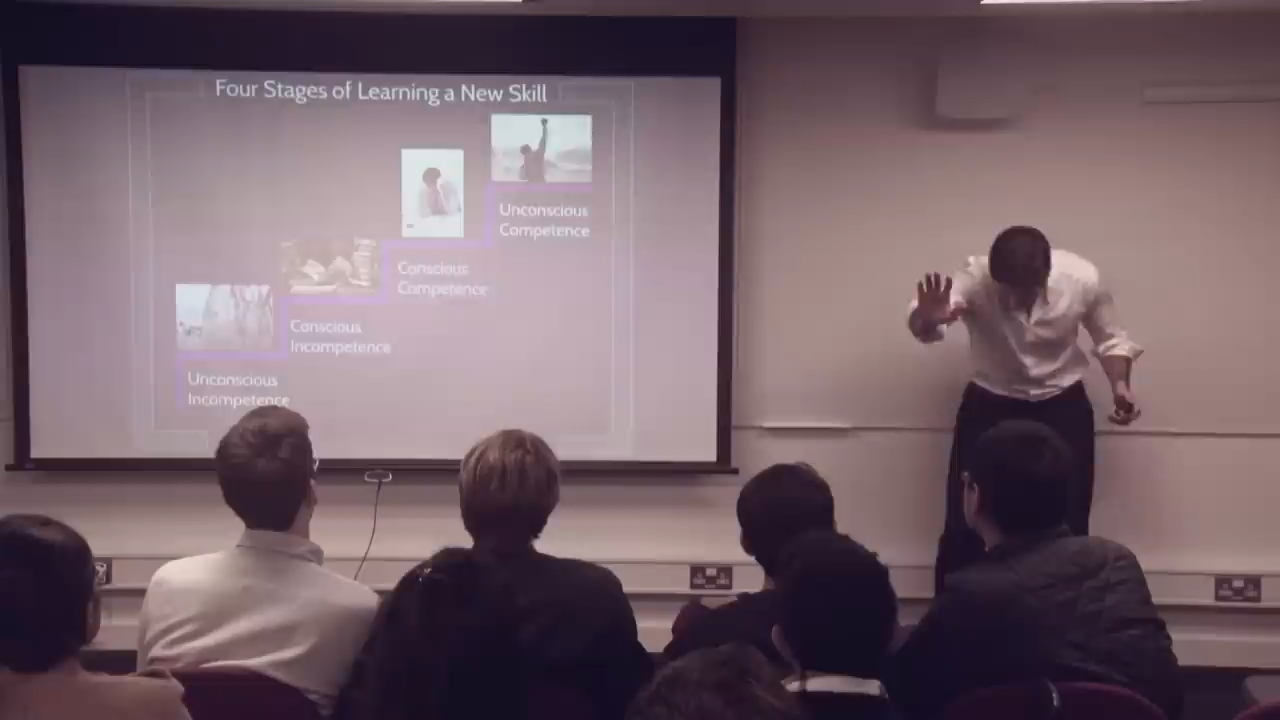 Four Stages of Learning a New Skill
Unconscious
Competence
Conscious
Competence
Conscious
Incompetence
Unconscious
Incompetence